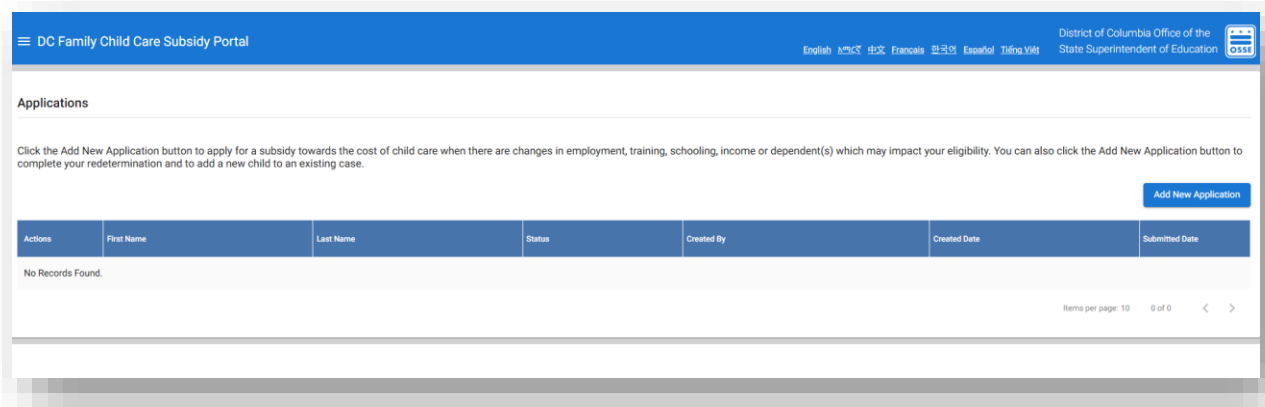 DC Family Child Care Subsidy Portal
English አማርኛ 中文 Français 한국어 Español Tiếng Việt
District of Columbia Office of the
State Superintendent of Education
OSSE
Applications
Click the Add New Application button to apply for a subsidy towards the cost of child care when there are changes in employment, training, schooling, income or dependent(s) which may impact your eligibility. You can also click the Add New Application button to
complete your redetermination and to add a new child to an existing case.
Add New Application
Actions First Name Last Name Status Created By Created Date Submitted Date
No Records Found.
Items per page: 10 0 of 0